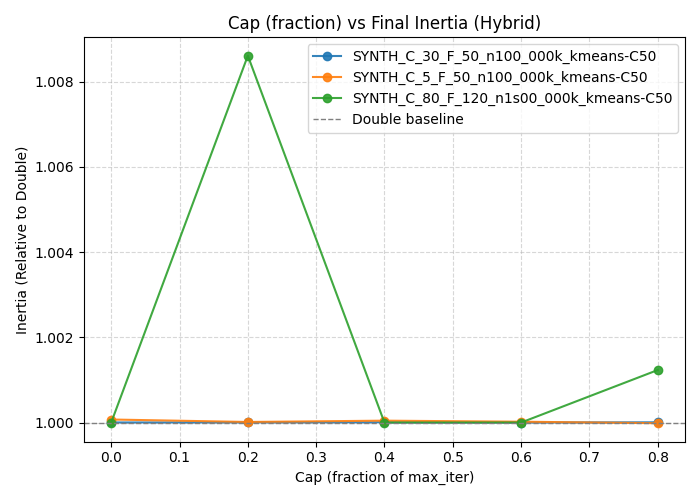 Cap (fraction) vs Final Inertia (Hybrid)
SYNTH_C_30_F_50_n100_000k_kmeans-C50
SYNTH_C_5_F_50_n100_000k_kmeans-C50
SYNTH_C_80_F_120_n1s00_000k_kmeans-C50
Double baseline
Inertia (Relative to Double)
1.008
1.006
1.004
1.002
1.000
0.0 0.1 0.2 0.3 0.4 0.5 0.6 0.7 0.8
Cap (fraction of max_iter)